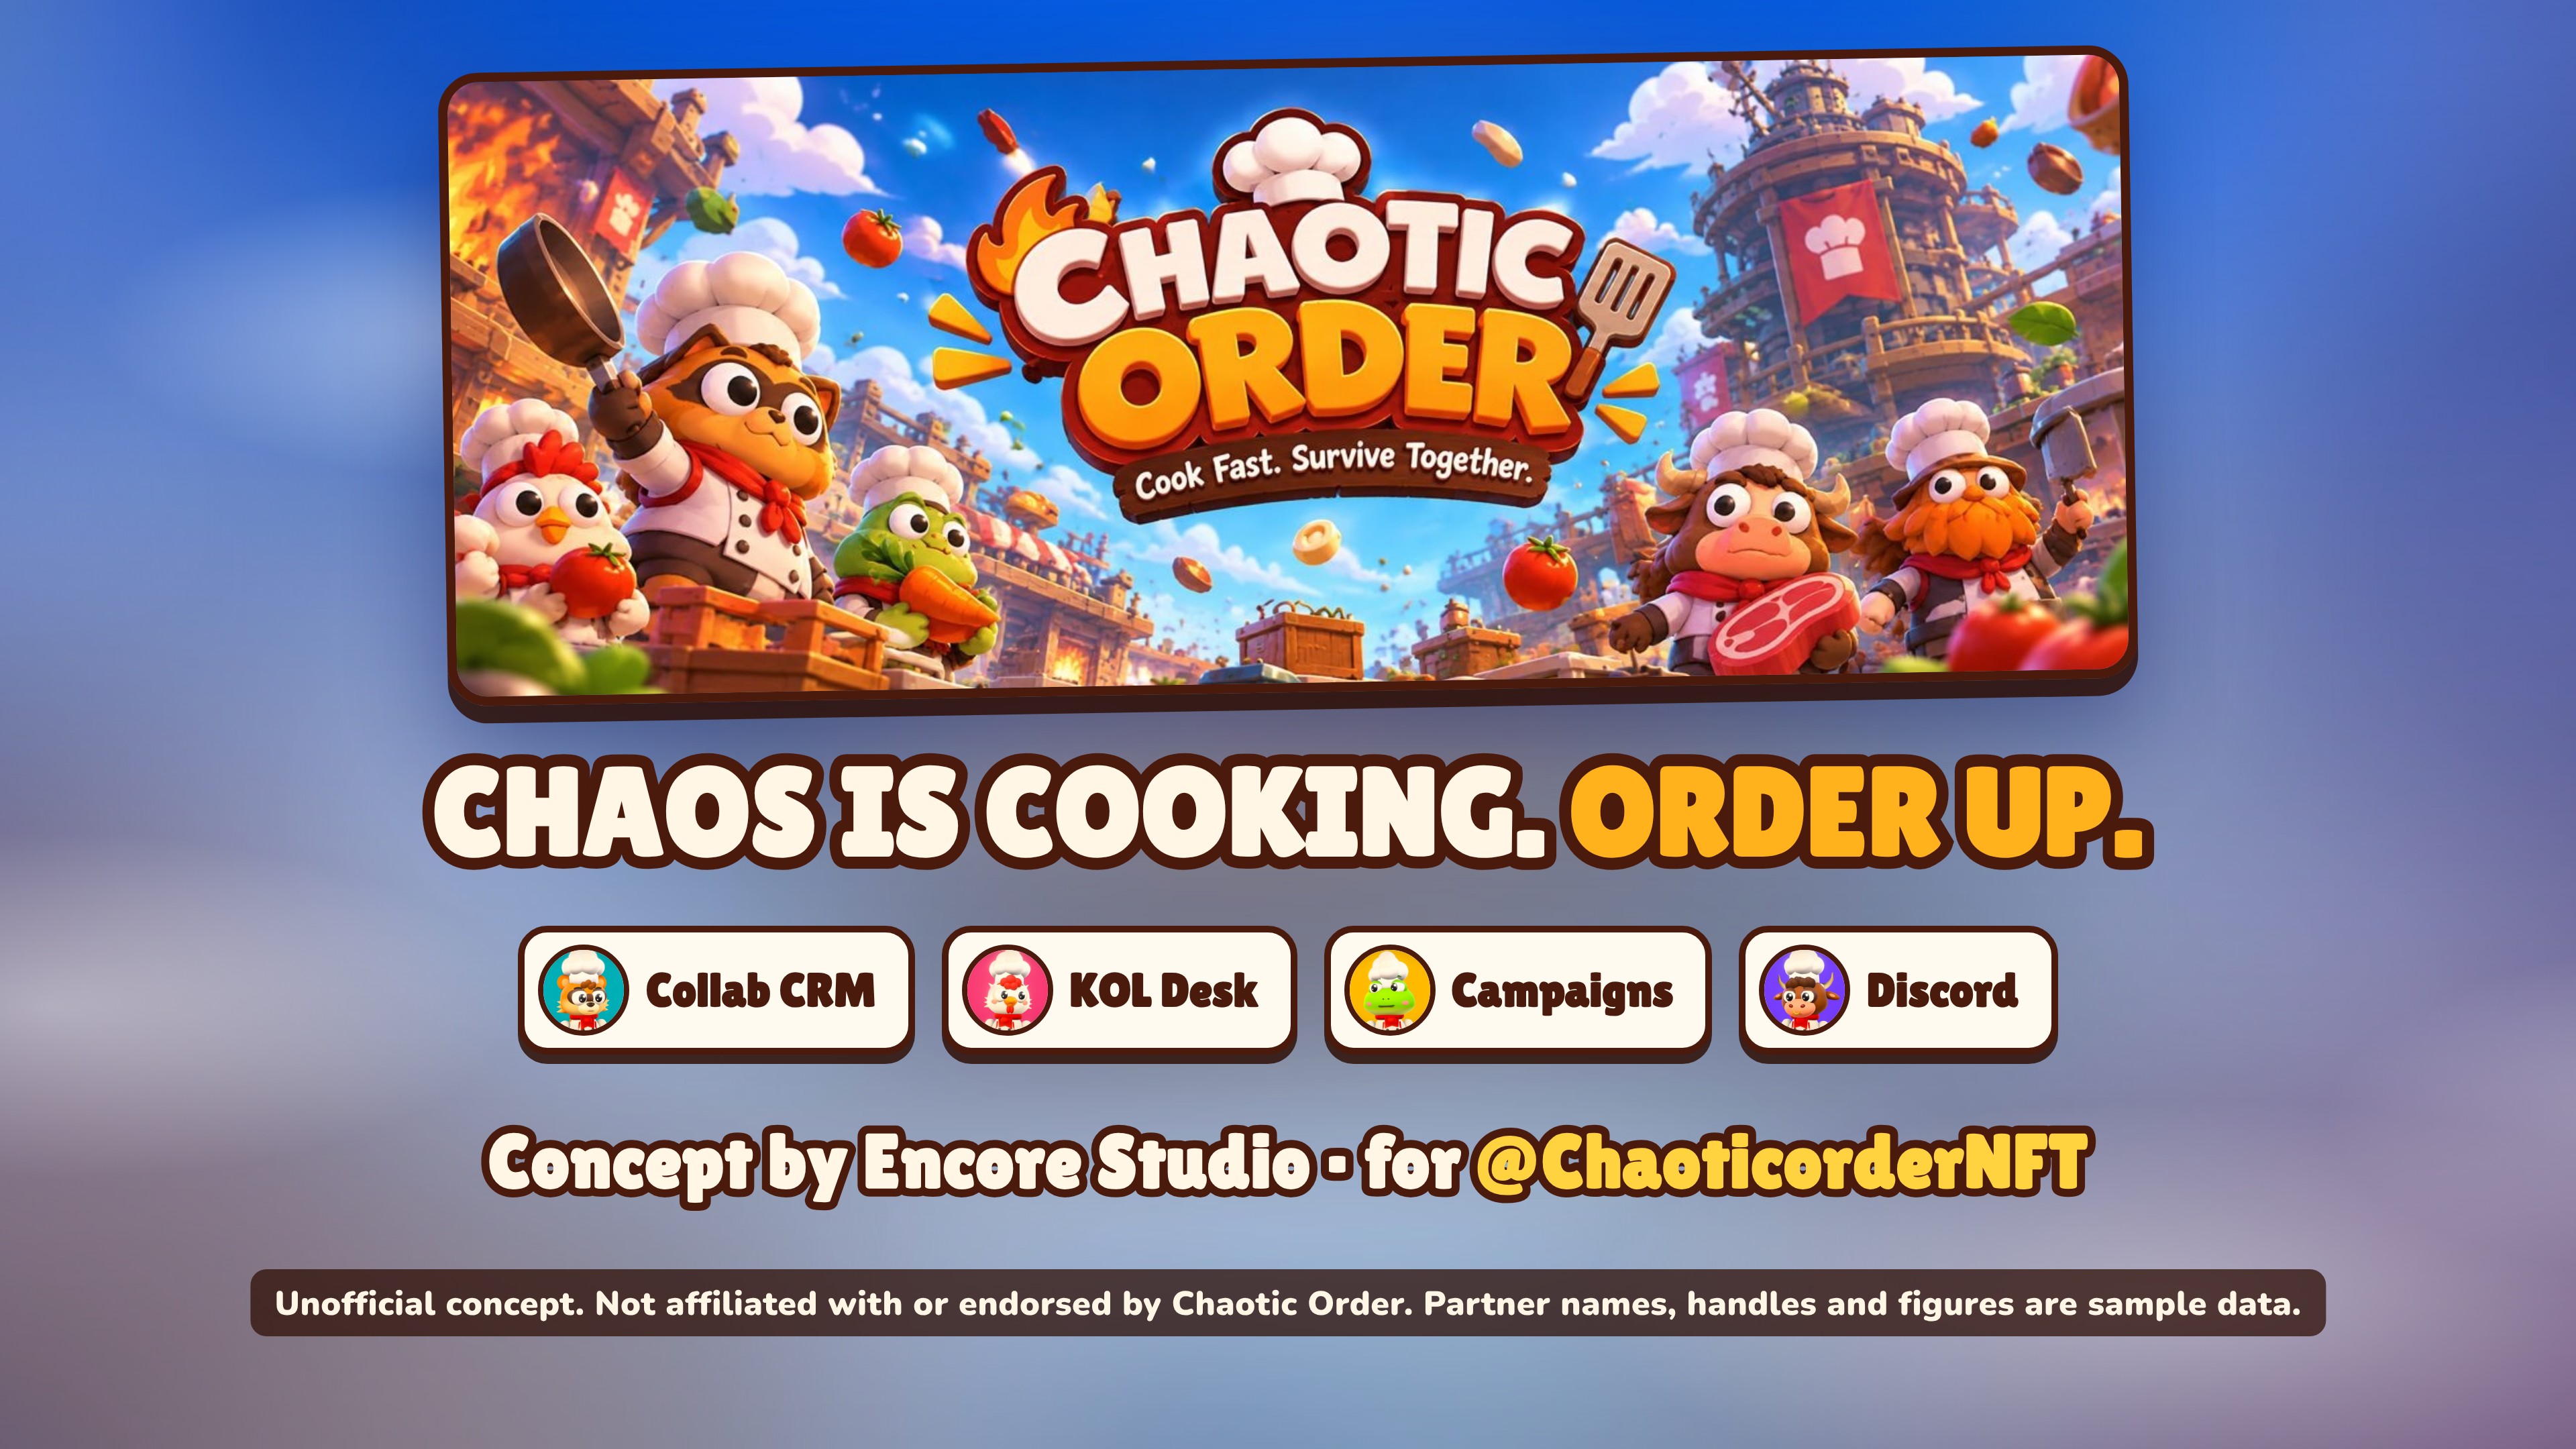 CHAOTIC
ORDER
Cook Fast. Survive Together.
CHAOS IS COOKING. ORDER UP.
Collab CRM
KOL Desk
Campaigns
Discord
Concept by Encore Studio · for @ChaoticorderNFT
Unofficial concept. Not affiliated with or endorsed by Chaotic Order. Partner names, handles and figures are sample data.